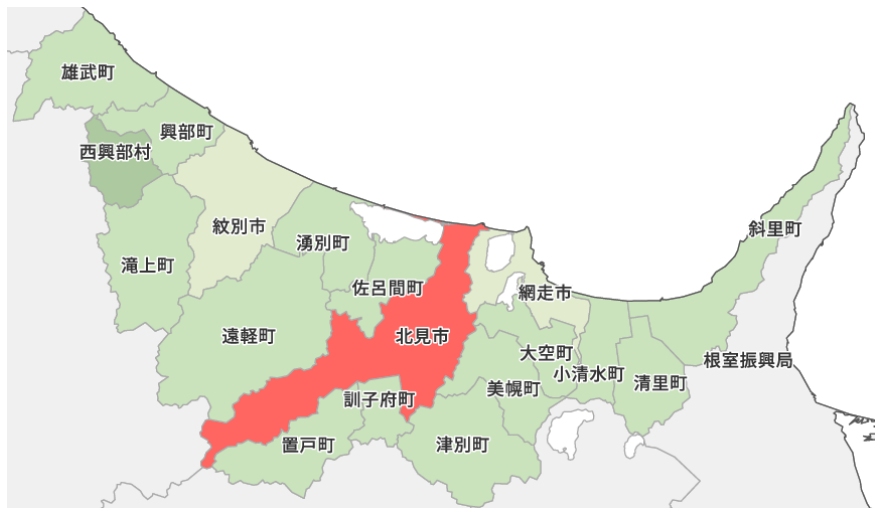 雄武町
興部町
西興部村
紋別市
湧別町
滝上町
斜里町
佐呂間町
網走市
遠軽町
北見市
大空町
小清水町
根室振興局
清里町
美幌町
訓子府町
置戸町
津別町